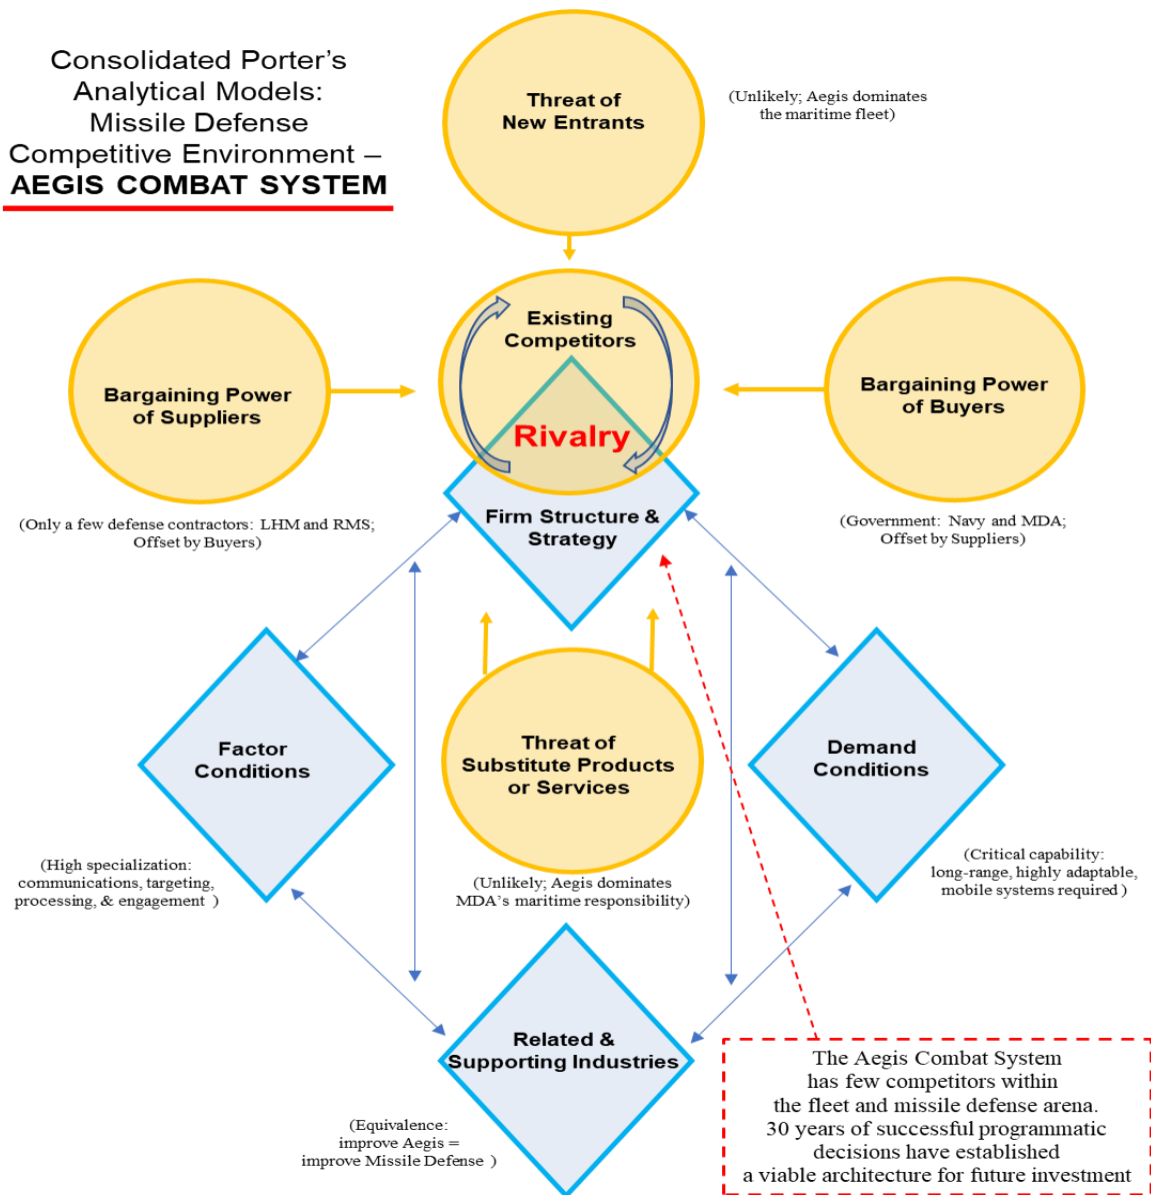 Consolidated Porter's
Analytical Models:
Missile Defense
Competitive Environment –
AEGIS COMBAT SYSTEM
Threat of
New Entrants
(Unlikely; Aegis dominates
the maritime fleet)
Existing
Competitors
Rivalry
Bargaining Power
of Suppliers
(Only a few defense contractors: LHM and RMS;
Offset by Buyers)
Bargaining Power
of Buyers
(Government: Navy and MDA;
Offset by Suppliers)
Firm Structure &
Strategy
Factor
Conditions
(High specialization:
communications, targeting,
processing, & engagement )
Threat of
Substitute Products
or Services
(Unlikely; Aegis dominates
MDA's maritime responsibility)
Demand
Conditions
(Critical capability:
long-range, highly adaptable,
mobile systems required )
Related &
Supporting Industries
(Equivalence:
improve Aegis =
improve Missile Defense )
The Aegis Combat System
has few competitors within
the fleet and missile defense arena.
30 years of successful programmatic
decisions have established
a viable architecture for future investment